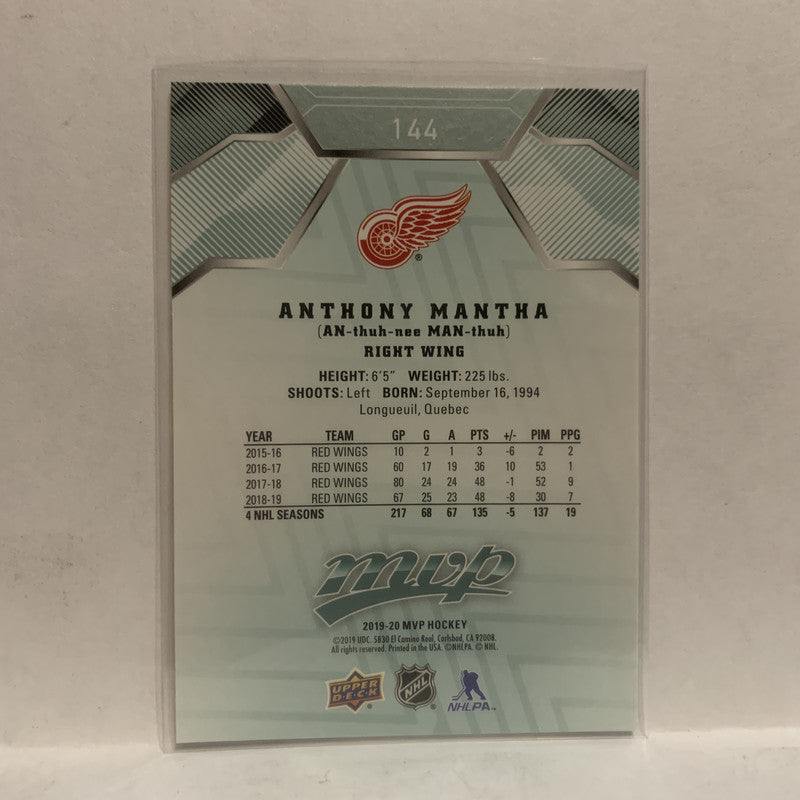 144
ANTHONY MANTHA
(AN-thuh-nee MAN-thuh)
RIGHT WING
HEIGHT: 6'5" WEIGHT: 225 lbs.
SHOOTS: Left BORN: September 16, 1994
Longueuil, Quebec
YEAR TEAM GP G A PTS +/- PIM PPG
2015-16 RED WINGS 10 2 1 3 -6 2 2
2016-17 RED WINGS 60 17 19 36 10 53 1
2017-18 RED WINGS 80 24 24 48 -1 52 9
2018-19 RED WINGS 67 25 23 48 -8 30 7
4 NHL SEASONS 217 68 67 135 -5 137 19
mvp
2019-20 MVP HOCKEY
©2019 UDC. 5830 El Camino Real, Carlsbad, CA 92008.
All rights reserved. Printed in the USA. ©NHLPA. © NHL.
UPPER DECK ® NHL ® NHLPA™